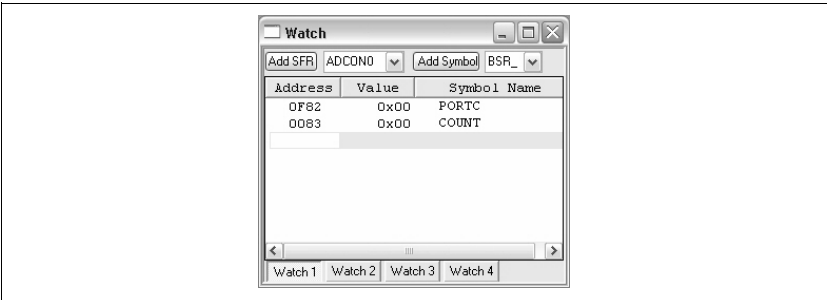 Watch
Add SFR ADCON0 Add Symbol BSR_
Address Value Symbol Name
0F82 0x00 PORTC
0083 0x00 COUNT
Watch 1 Watch 2 Watch 3 Watch 4